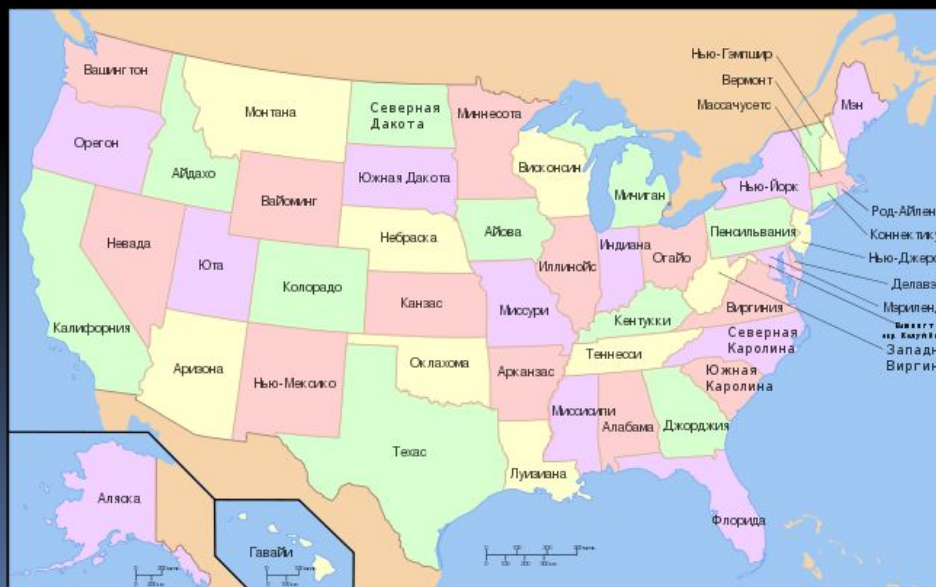 Нью-Гэмпшир
Вермонт
Массачусетс
Мэн
Вашингтон
Монтана
Северная
Дакота
Миннесота
Орегон
Айдахо
Висконсин
Мичиган
Южная Дакота
Вайоминг
Нью-Йорк
Род-Айлен
Коннектику
Небраска
Айова
Пенсильвания
Невада
Юта
Индиана
Огайо
Нью-Джерс
Иллинойс
Колорадо
Канзас
Делавэ
Миссури
Виргиния
Мэриленд
Калифорния
Кентукки
Северная
Каролина
Западн
Виргин
Теннесси
Оклахома
Аризона
Нью-Мексико
Арканзас
Южная
Каролина
Миссисипи
Алабама
Джорджия
Техас
Луизиана
Аляска
Флорида
Гавайи